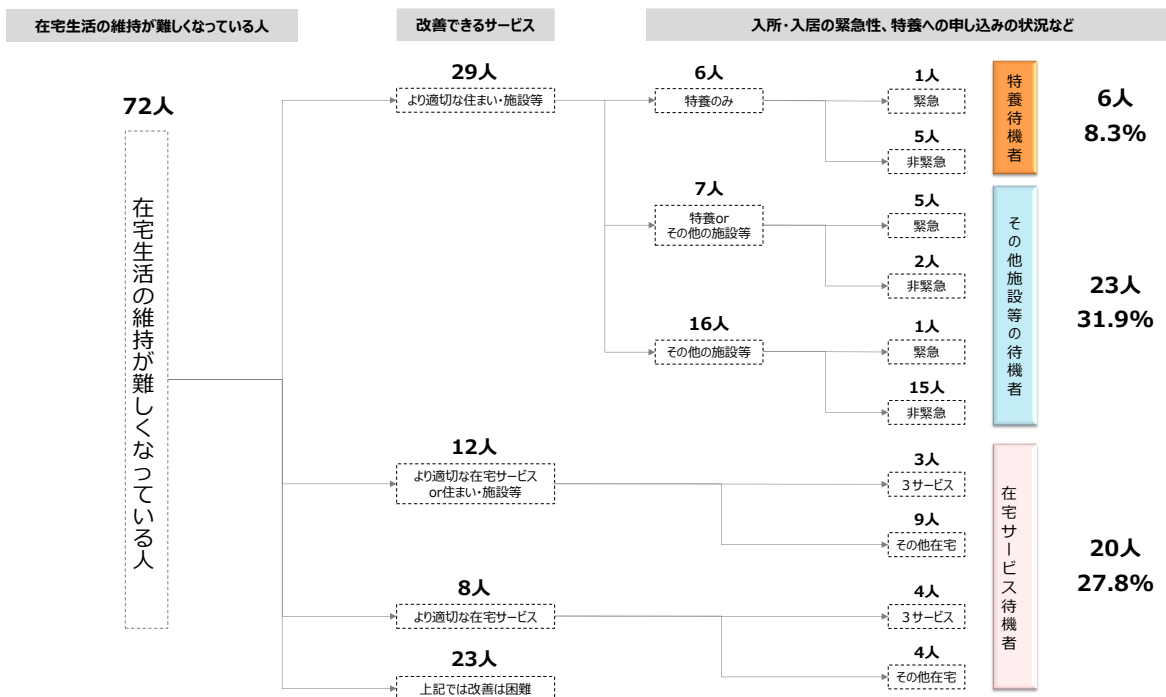 在宅生活の維持が難しくなっている人
改善できるサービス
入所・入居の緊急性、特養への申し込みの状況など
72人
在宅生活の維持が難しくなっている人
29人
より適切な住まい・施設等
6人
特養のみ
1人
緊急
5人
非緊急
特養待機者
6人
8.3%
7人
特養or
その他の施設等
5人
緊急
2人
非緊急
16人
その他の施設等
1人
緊急
15人
非緊急
その他施設等の待機者
23人
31.9%
12人
より適切な在宅サービス
or住まい・施設等
3人
3サービス
9人
その他在宅
8人
より適切な在宅サービス
4人
3サービス
4人
その他在宅
在宅サービス待機者
20人
27.8%
23人
上記では改善は困難